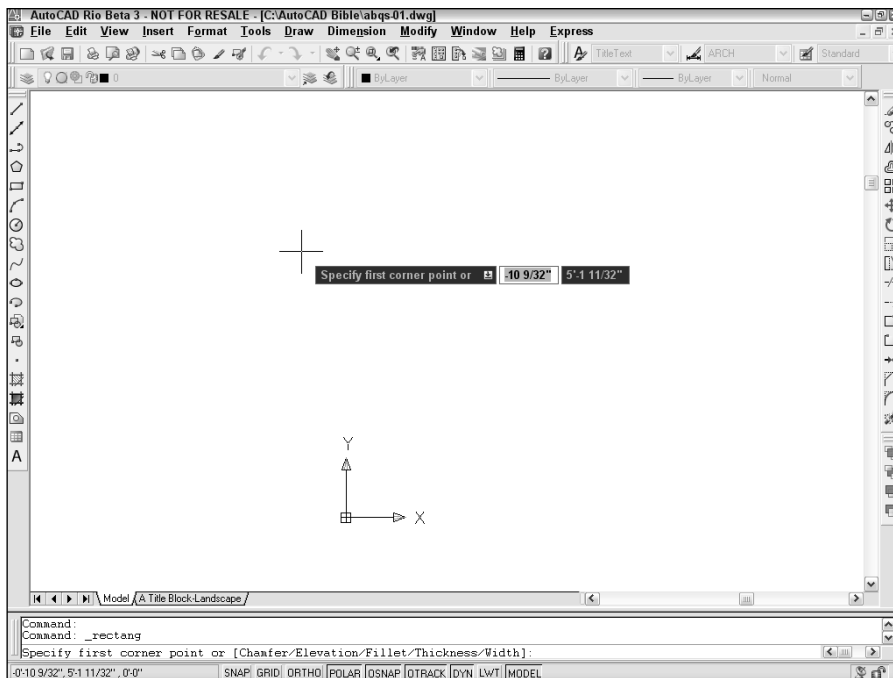 AutoCAD Rio Beta 3 - NOT FOR RESALE - [C:\AutoCAD Bible\abqs-01.dwg]
File Edit View Insert Format Tools Draw Dimension Modify Window Help Express
TitleText ARCH Standard
0 ByLayer ByLayer ByLayer Normal
A
Specify first corner point or -10 9/32" 5'-1 11/32"
Y
X
Model A Title Block-Landscape
Command:
Command: _rectang
Specify first corner point or [Chamfer/Elevation/Fillet/Thickness/Width]:
-0'-10 9/32", 5'-1 11/32" , 0'-0" SNAP GRID ORTHO POLAR OSNAP OTRACK DYN LWT MODEL